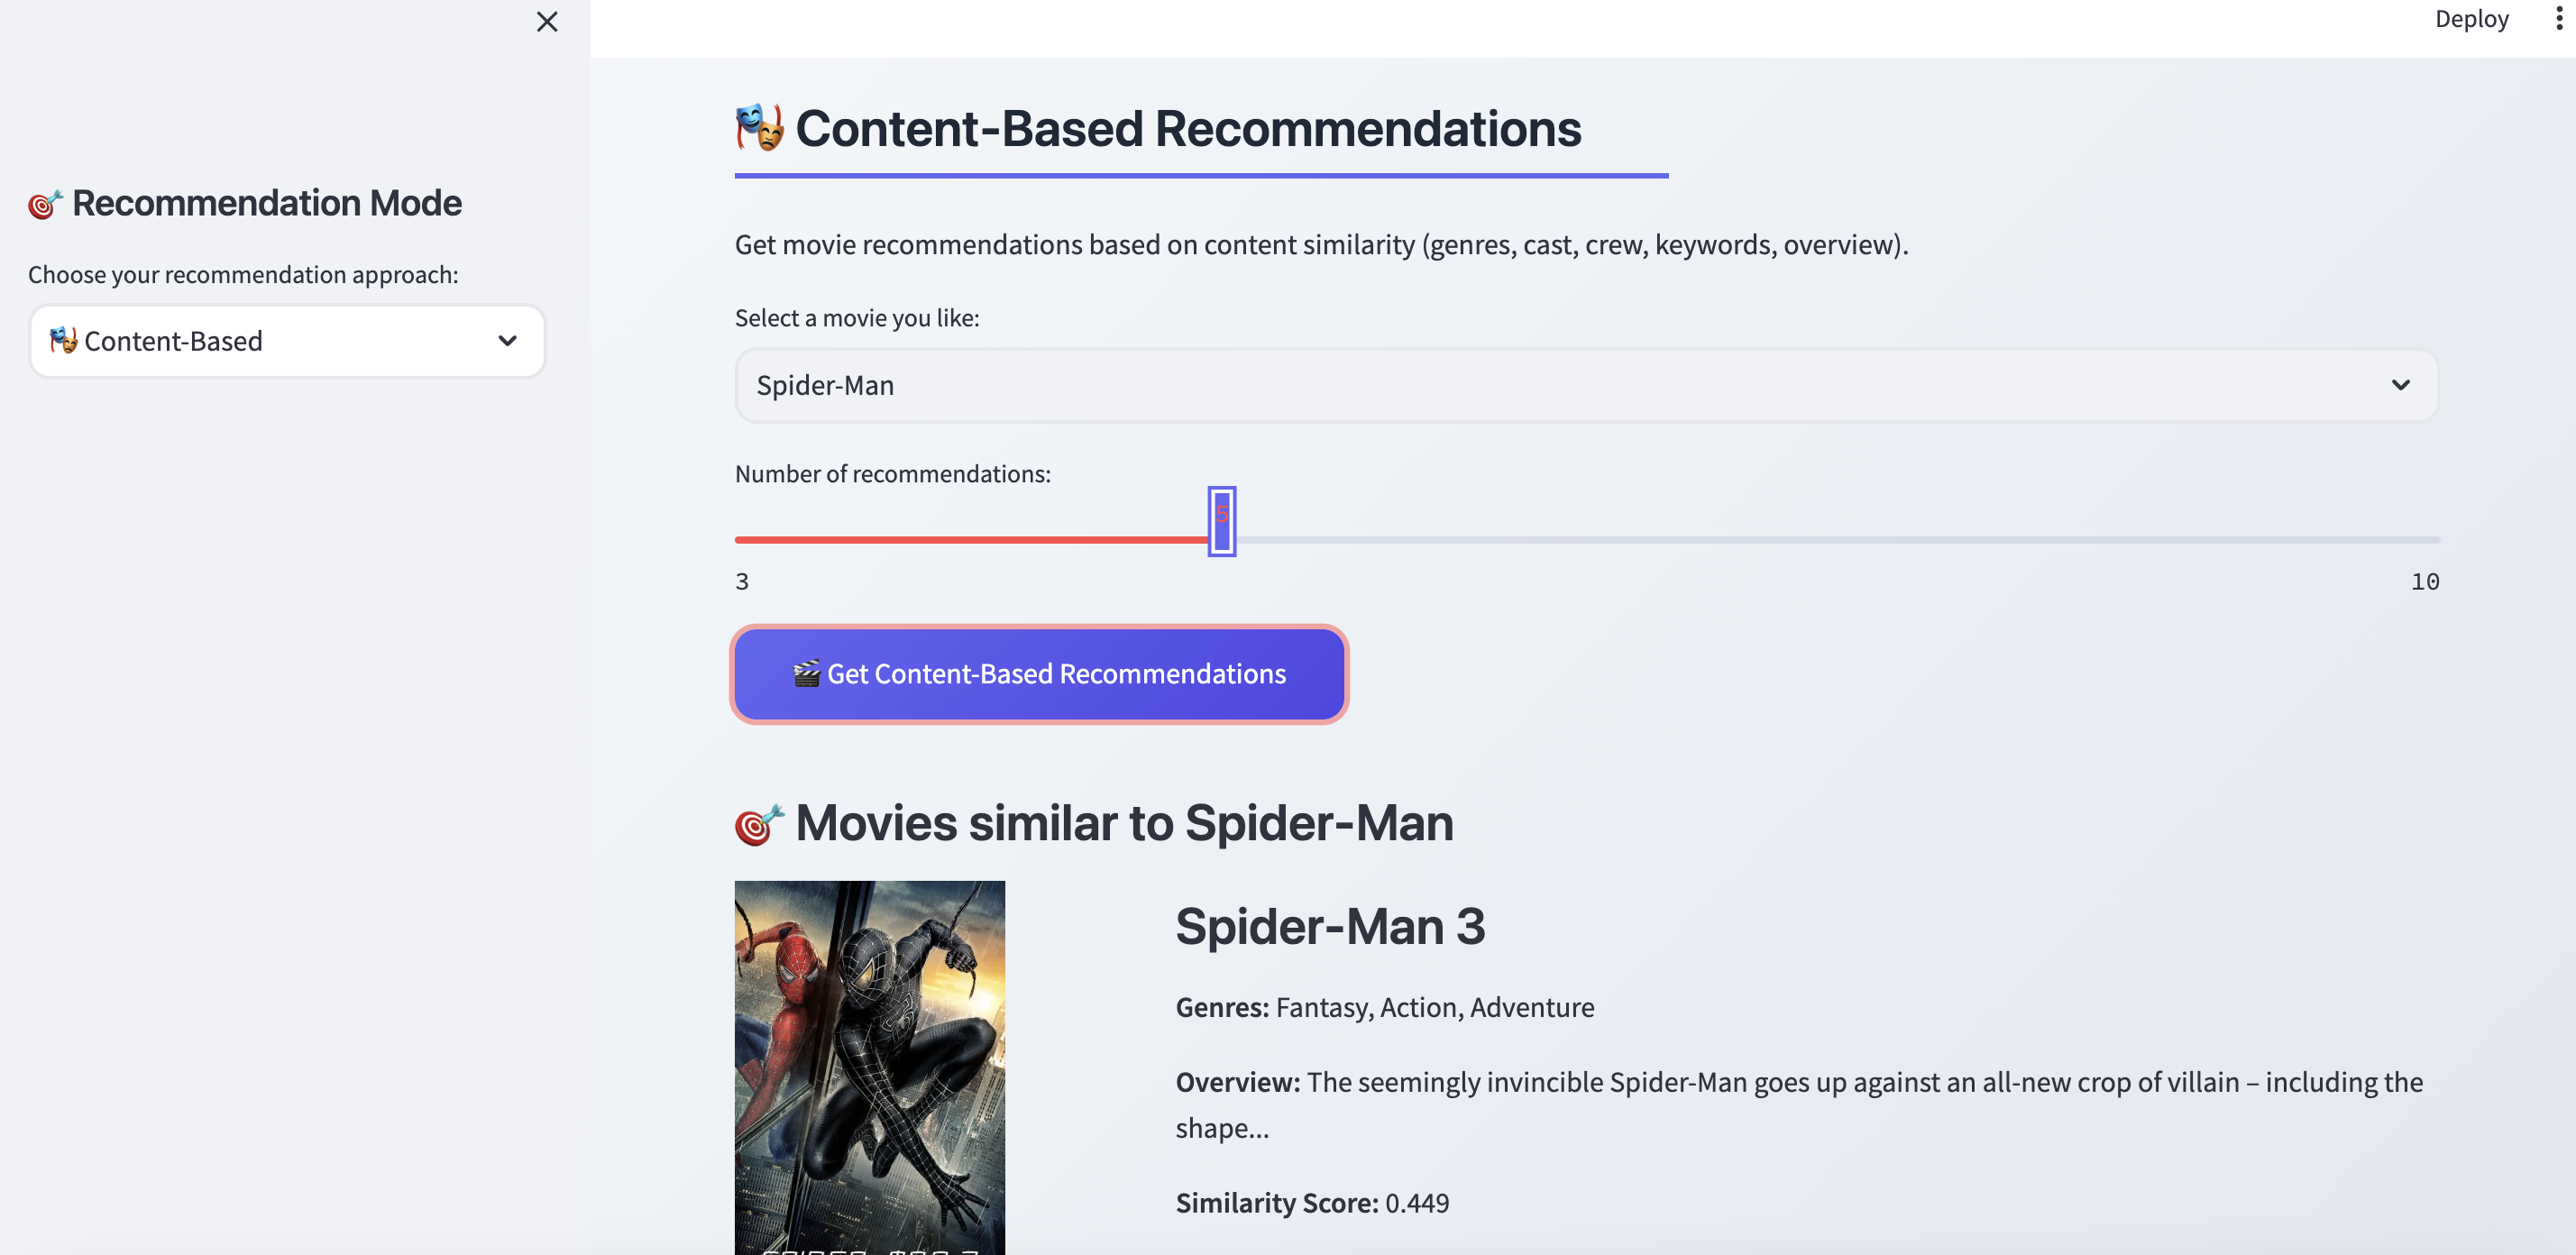 Deploy
Recommendation Mode
Choose your recommendation approach:
Content-Based
Content-Based Recommendations
Get movie recommendations based on content similarity (genres, cast, crew, keywords, overview).
Select a movie you like:
Spider-Man
Number of recommendations:
5
3
10
Get Content-Based Recommendations
Movies similar to Spider-Man
Spider-Man 3
Genres: Fantasy, Action, Adventure
Overview: The seemingly invincible Spider-Man goes up against an all-new crop of villain – including the
shape...
Similarity Score: 0.449